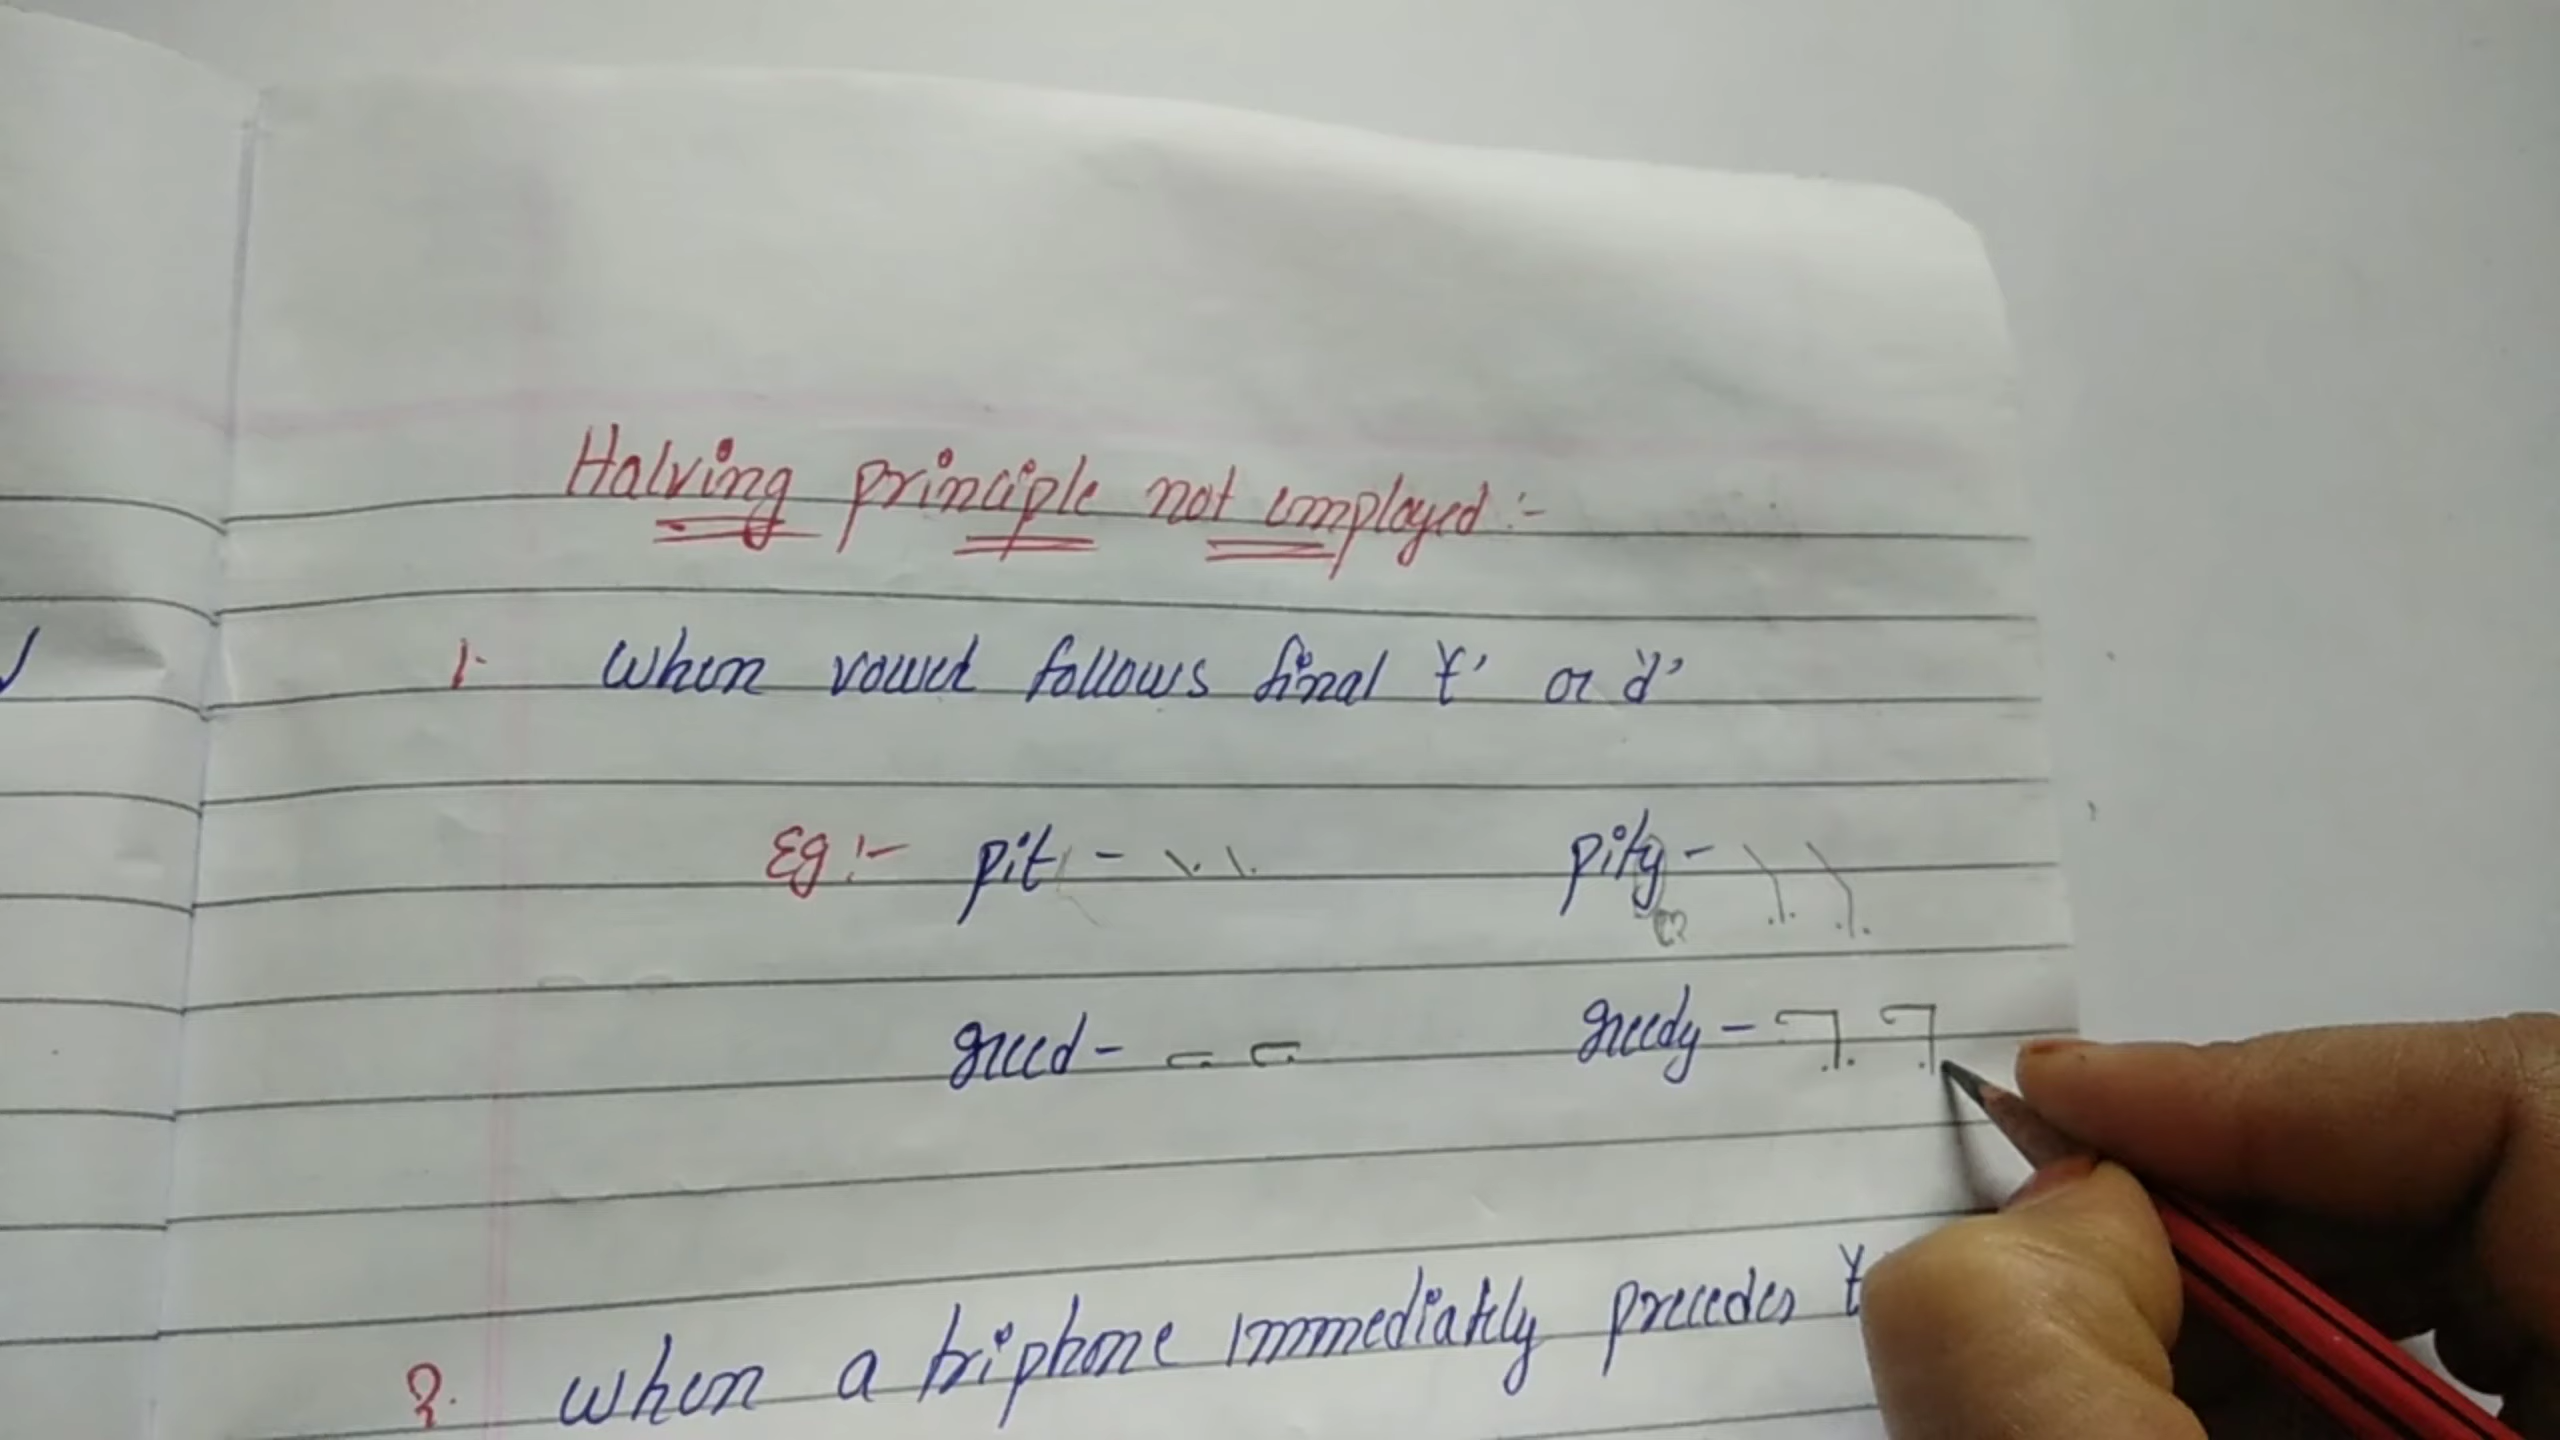 Halving principle not employed :-
1. When vowel follows final 't' or 'd'
Eg :- pit - pity -
greed - greedy -
2. When a triphone immediately precedes 't